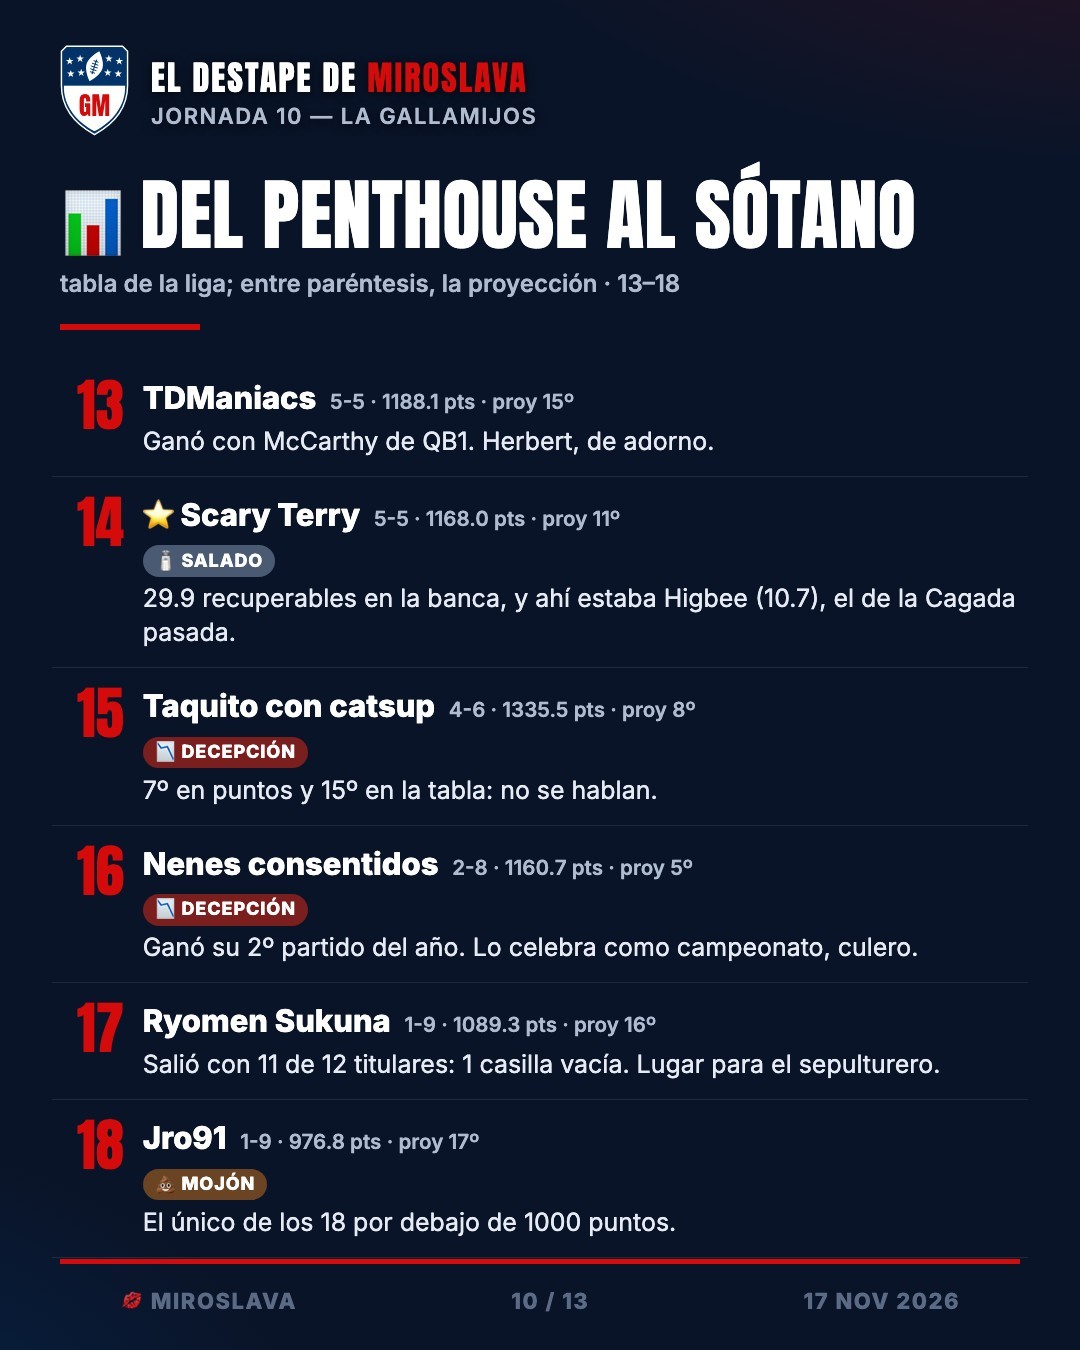 GM
EL DESTAPE DE MIROSLAVA
JORNADA 10 — LA GALLAMIJOS
DEL PENTHOUSE AL SÓTANO
tabla de la liga; entre paréntesis, la proyección · 13–18
13 TDManiacs 5-5 · 1188.1 pts · proy 15º
Ganó con McCarthy de QB1. Herbert, de adorno.
14 ⭐ Scary Terry 5-5 · 1168.0 pts · proy 11º
🧂 SALADO
29.9 recuperables en la banca, y ahí estaba Higbee (10.7), el de la Cagada
pasada.
15 Taquito con catsup 4-6 · 1335.5 pts · proy 8º
📉 DECEPCIÓN
7º en puntos y 15º en la tabla: no se hablan.
16 Nenes consentidos 2-8 · 1160.7 pts · proy 5º
📉 DECEPCIÓN
Ganó su 2º partido del año. Lo celebra como campeonato, culero.
17 Ryomen Sukuna 1-9 · 1089.3 pts · proy 16º
Salió con 11 de 12 titulares: 1 casilla vacía. Lugar para el sepulturero.
18 Jro91 1-9 · 976.8 pts · proy 17º
💩 MOJÓN
El único de los 18 por debajo de 1000 puntos.
💋 MIROSLAVA 10 / 13 17 NOV 2026